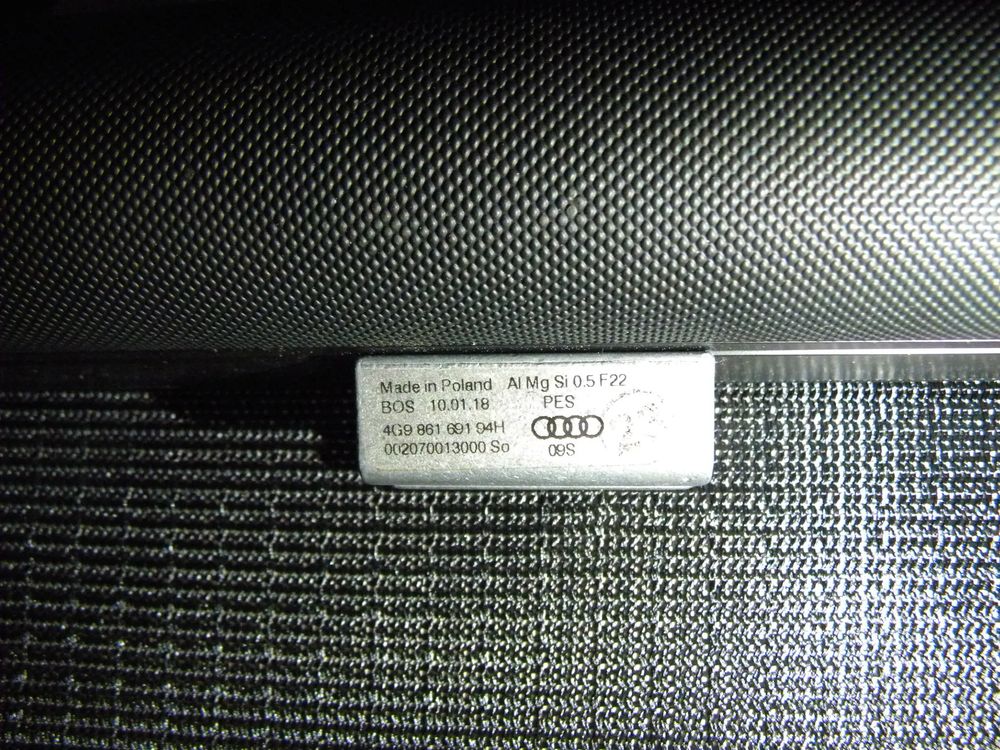 Made in Poland Al Mg Si 0.5 F22
BOS 10.01.18 PES
4G9 861 691 94H
002070013000 So 09S